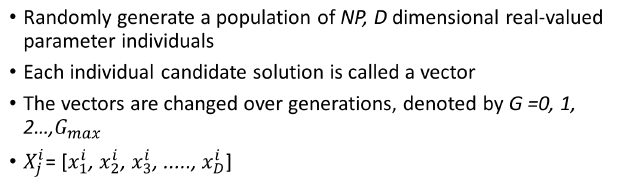 • Randomly generate a population of NP, D dimensional real-valued
parameter individuals
• Each individual candidate solution is called a vector
• The vectors are changed over generations, denoted by G =0, 1,
2...,G_{max}
• X_j^i= [x_1^i, x_2^i, x_3^i, ....., x_D^i]